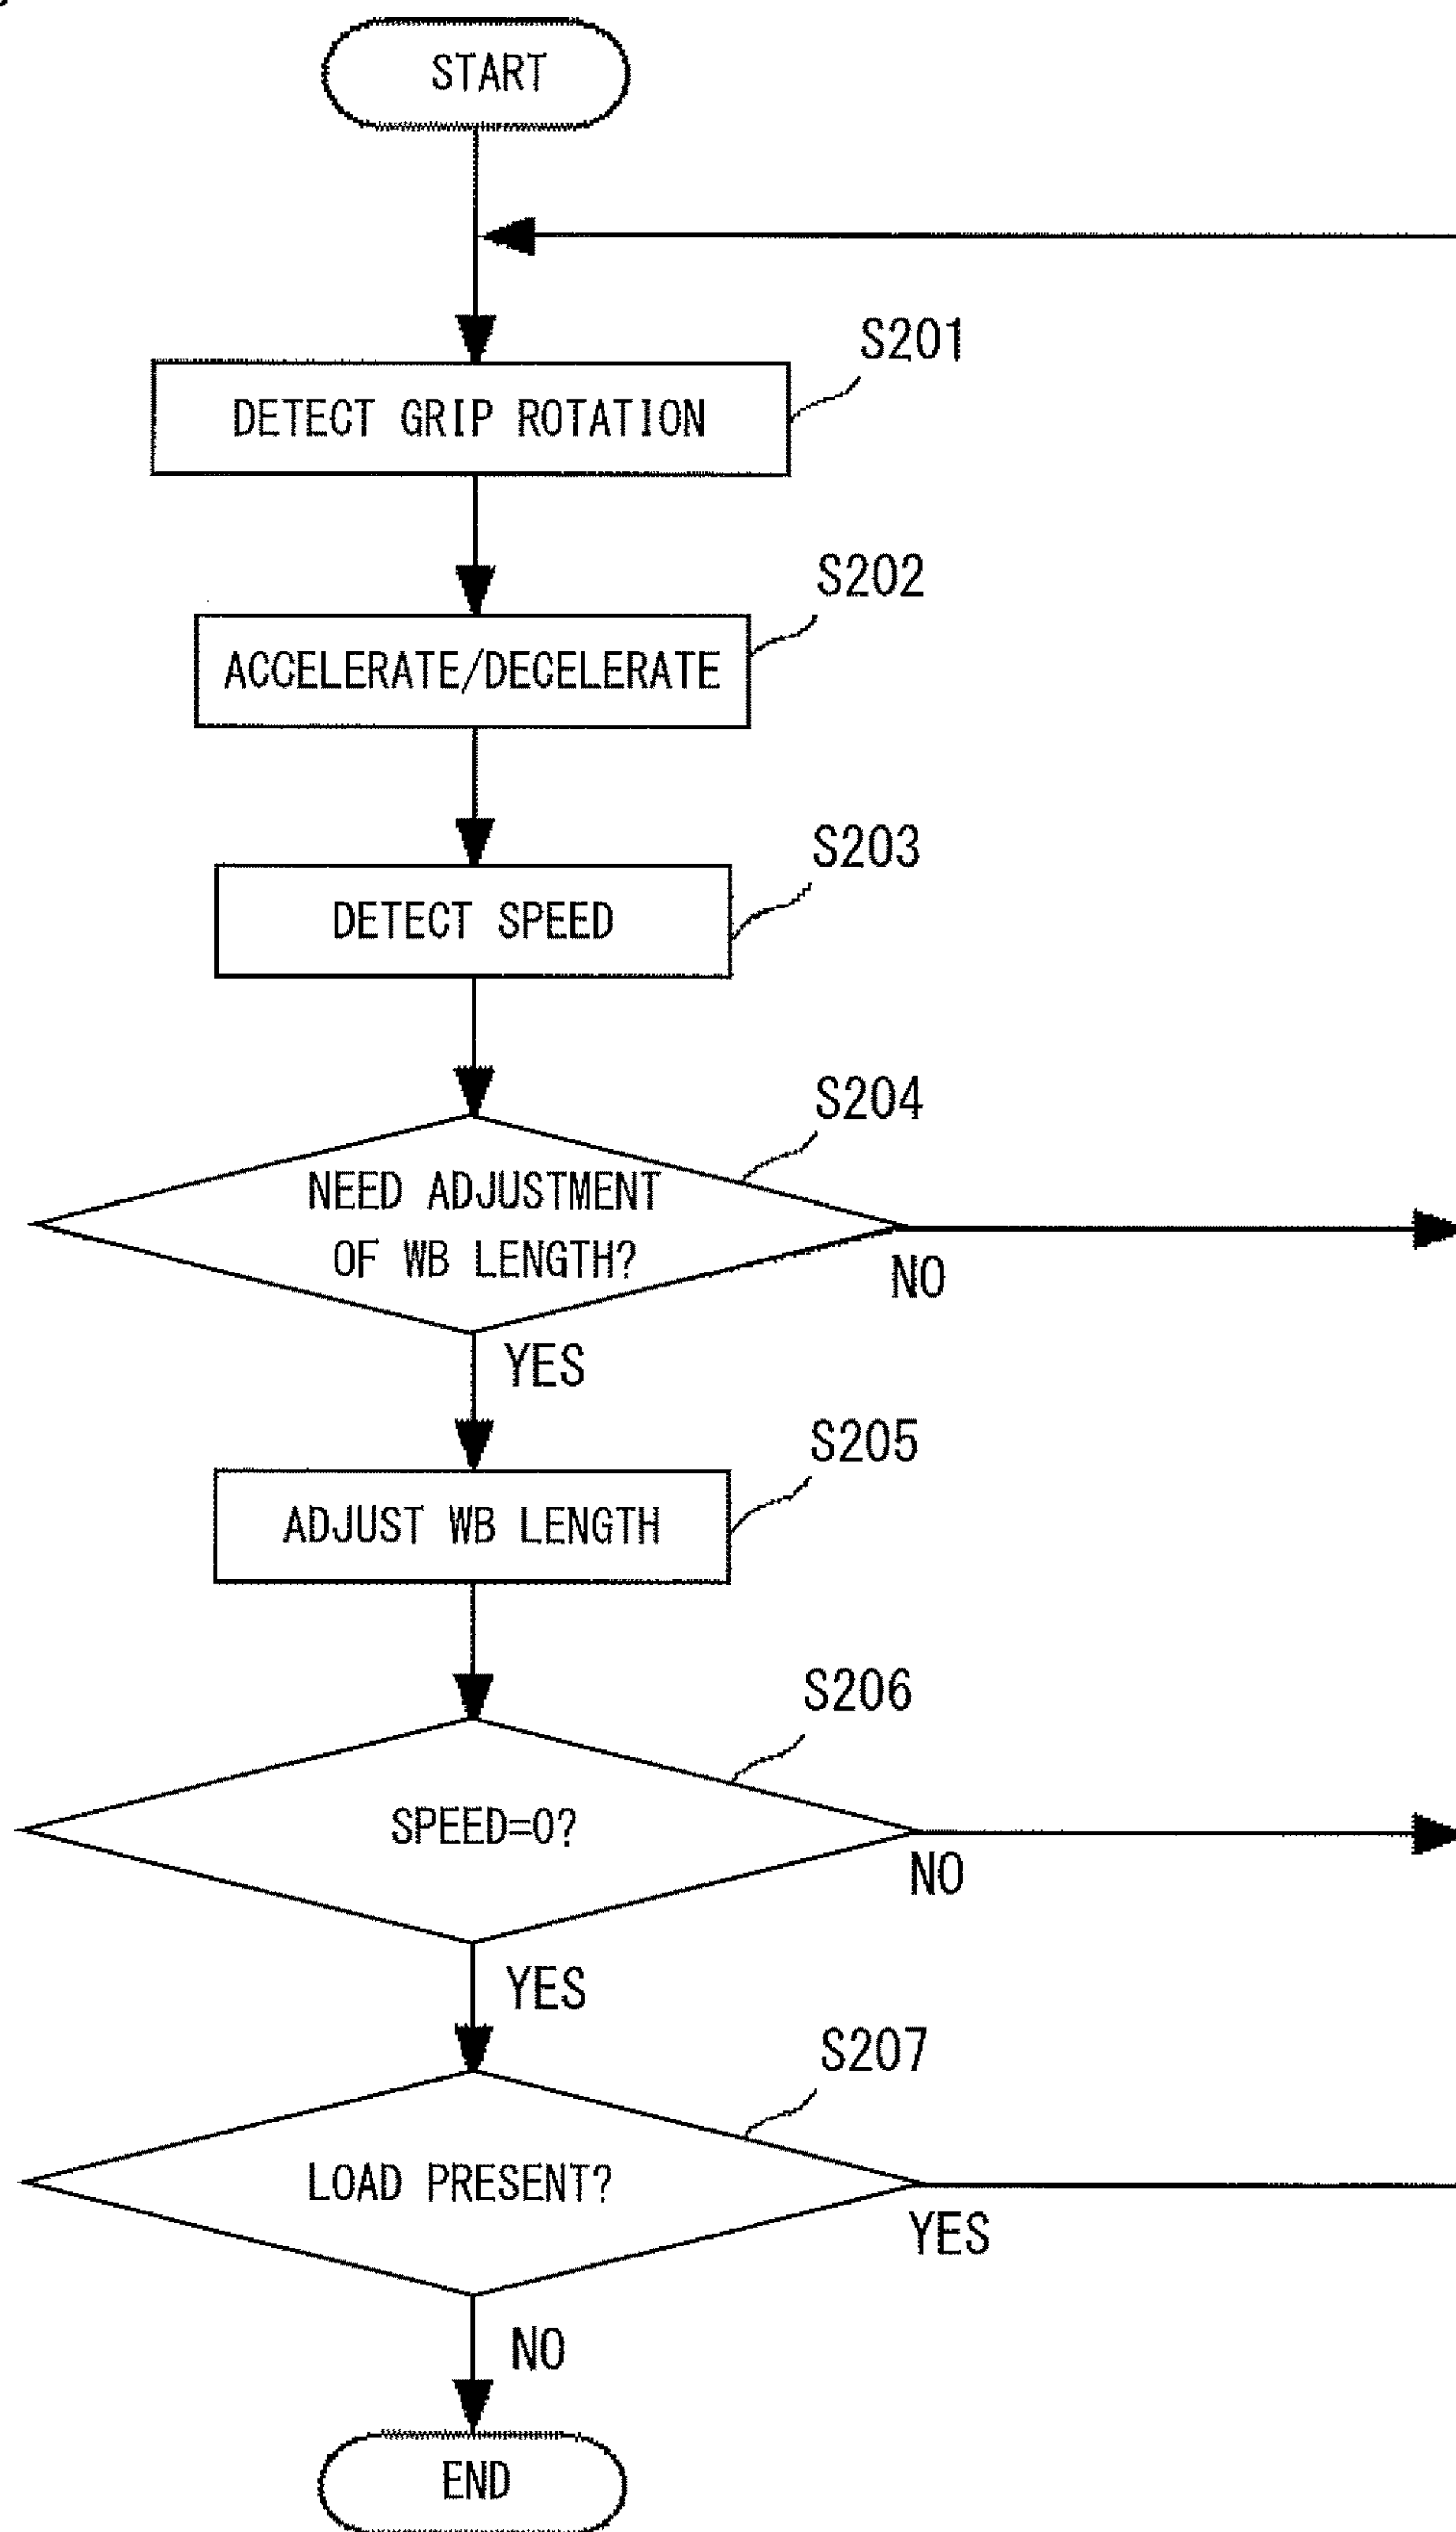 START
S201
DETECT GRIP ROTATION
S202
ACCELERATE/DECELERATE
S203
DETECT SPEED
S204
NEED ADJUSTMENT
OF WB LENGTH?
NO
YES
S205
ADJUST WB LENGTH
S206
SPEED=0?
NO
YES
S207
LOAD PRESENT?
YES
NO
END